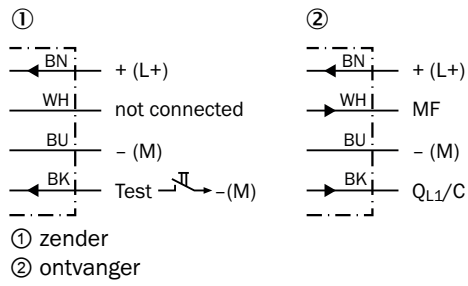 ① ②
BN + (L+) BN + (L+)
WH not connected WH MF
BU – (M) BU – (M)
BK Test –(M) BK QL1/C
① zender
② ontvanger